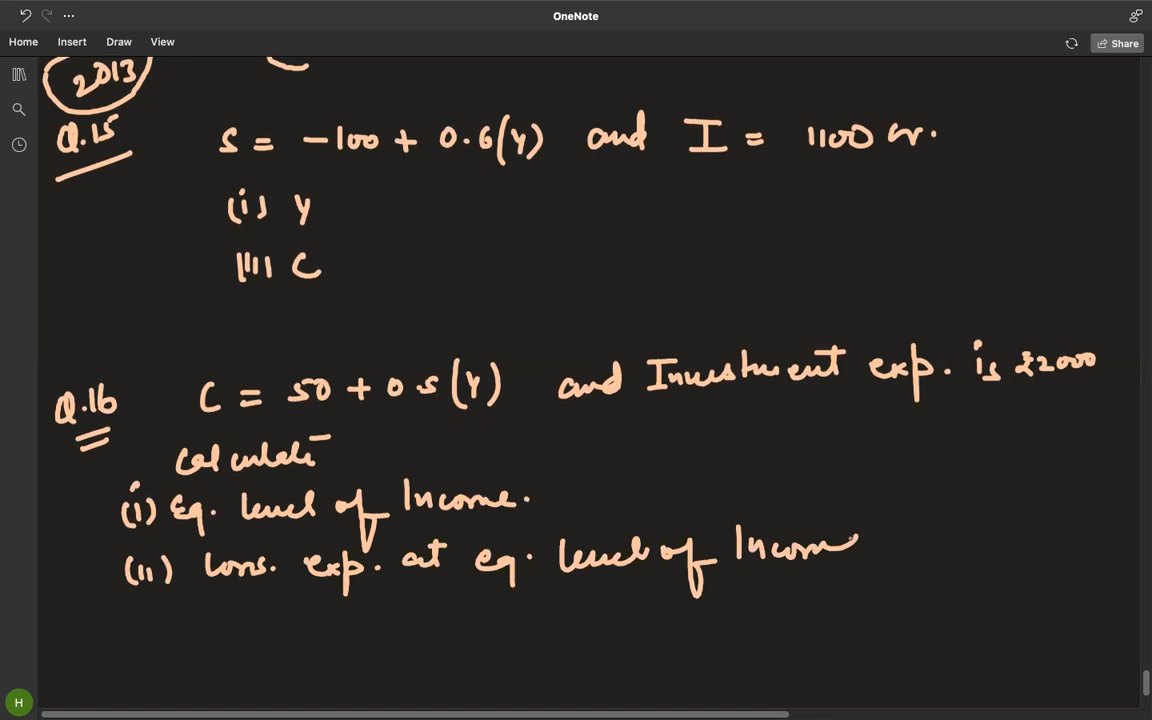 OneNote
Home Insert Draw View Share
2013
Q.15 S = -100 + 0.6(Y) and I = 1100 cr.
(i) Y
(ii) C
Q.16 C = 50 + 0.5(Y) and Investment exp. is ₹2000
Calculate
(i) Eq. level of Income.
(ii) Cons. exp. at eq. level of Income
H